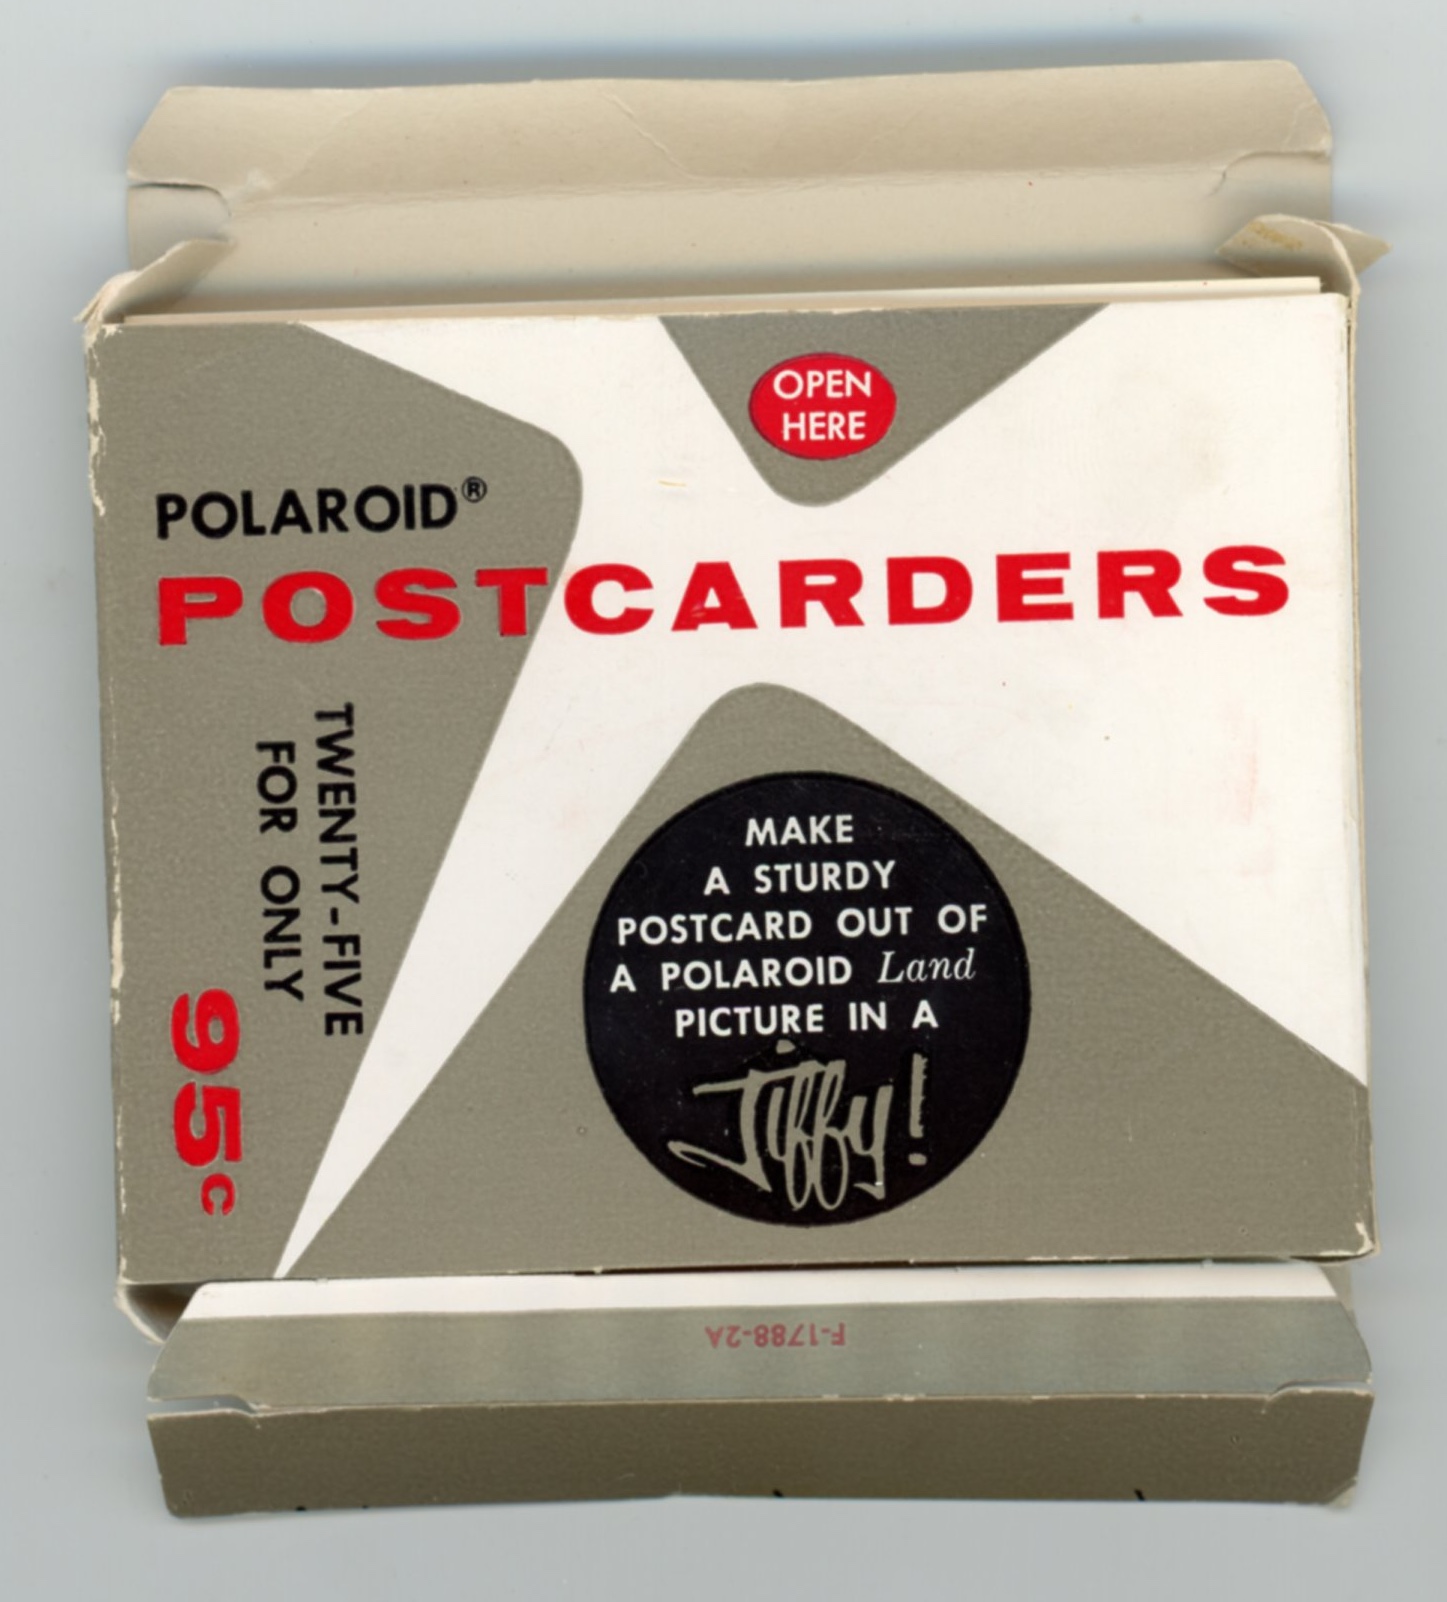 OPEN
HERE
POLAROID®
POSTCARDERS
TWENTY-FIVE
FOR ONLY
95c
MAKE
A STURDY
POSTCARD OUT OF
A POLAROID Land
PICTURE IN A
Jiffy!
F-1788-2A